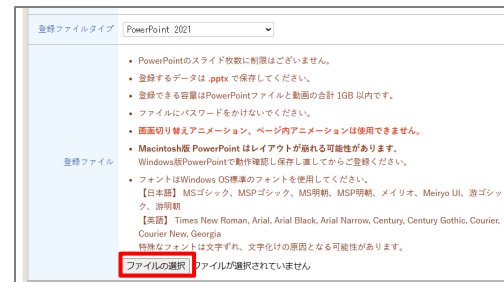 登録ファイルタイプ PowerPoint 2021
• PowerPointのスライド枚数に制限はございません。
• 登録するデータは .pptx で保存してください。
• 登録できる容量はPowerPointファイルと動画の合計 1GB 以内です。
• ファイルにパスワードをかけないでください。
• 画面切り替えアニメーション、ページ内アニメーションは使用できません。
• Macintosh版 PowerPoint はレイアウトが崩れる可能性があります。
Windows版PowerPointで動作確認し保存し直してからご登録ください。
登録ファイル
• フォントはWindows OS標準のフォントを使用してください。
【日本語】 MSゴシック、MSPゴシック、MS明朝、MSP明朝、メイリオ、Meiryo UI、游ゴシッ
ク、游明朝
【英語】 Times New Roman, Arial, Arial Black, Arial Narrow, Century, Century Gothic, Courier,
Courier New, Georgia
特殊なフォントは文字ずれ、文字化けの原因となる可能性があります。
ファイルの選択 ファイルが選択されていません